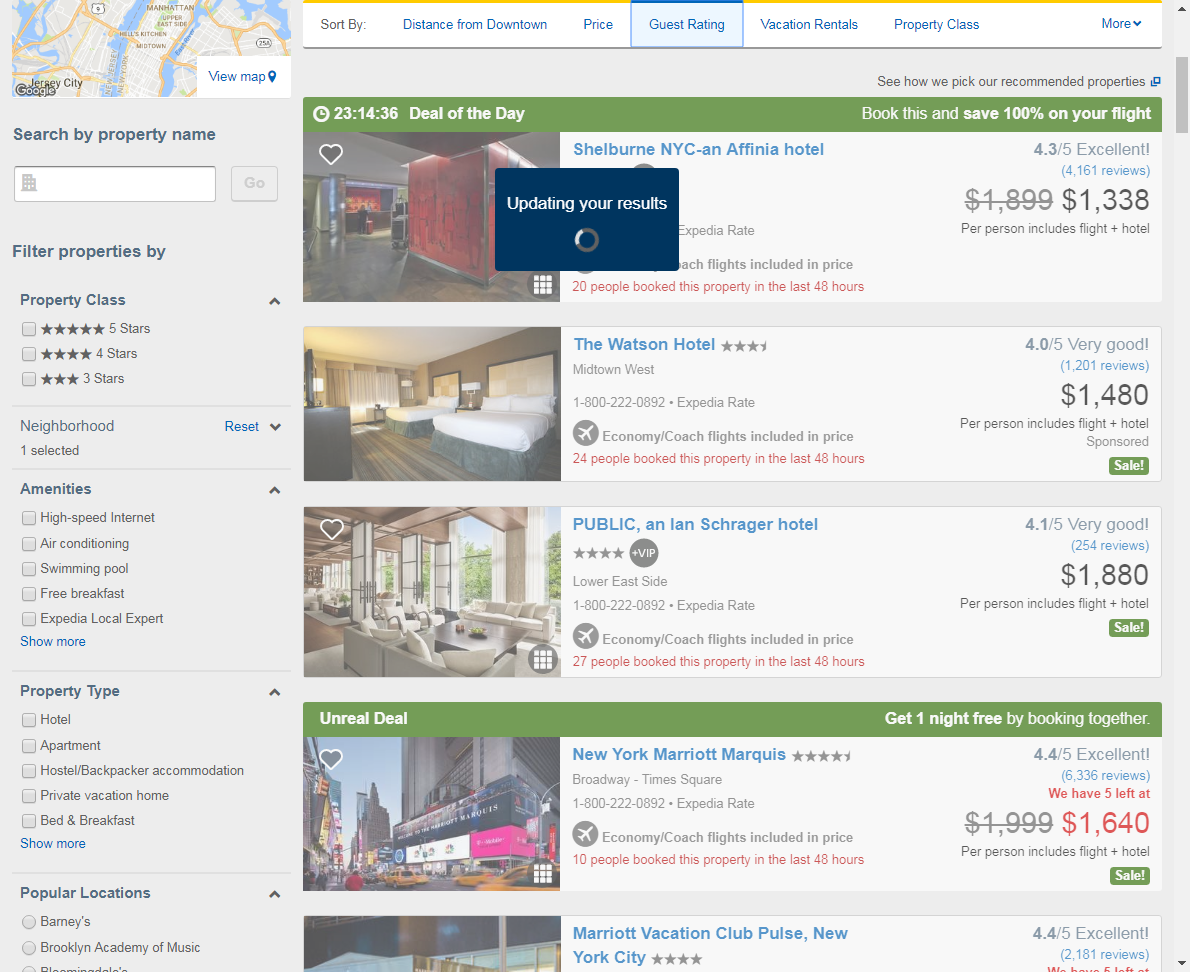 MANHATTAN
UPPER
EAST SIDE
HELL'S KITCHEN
MIDTOWN
9
25A
NEW JERSEY
NEW YORK
East River
Jersey City
Google
View map
Search by property name
Go
Filter properties by
Property Class
5 Stars
4 Stars
3 Stars
Neighborhood Reset
1 selected
Amenities
High-speed Internet
Air conditioning
Swimming pool
Free breakfast
Expedia Local Expert
Show more
Property Type
Hotel
Apartment
Hostel/Backpacker accommodation
Private vacation home
Bed & Breakfast
Show more
Popular Locations
Barney's
Brooklyn Academy of Music
Bloomingdale's
Sort By: Distance from Downtown Price Guest Rating Vacation Rentals Property Class More
See how we pick our recommended properties
23:14:36 Deal of the Day Book this and save 100% on your flight
Shelburne NYC-an Affinia hotel
4.3/5 Excellent!
(4,161 reviews)
$1,899 $1,338
Per person includes flight + hotel
Updating your results
Expedia Rate
ach flights included in price
20 people booked this property in the last 48 hours
The Watson Hotel
Midtown West
1-800-222-0892 • Expedia Rate
Economy/Coach flights included in price
24 people booked this property in the last 48 hours
4.0/5 Very good!
(1,201 reviews)
$1,480
Per person includes flight + hotel
Sponsored
Sale!
PUBLIC, an Ian Schrager hotel
+VIP
Lower East Side
1-800-222-0892 • Expedia Rate
Economy/Coach flights included in price
27 people booked this property in the last 48 hours
4.1/5 Very good!
(254 reviews)
$1,880
Per person includes flight + hotel
Sale!
Unreal Deal Get 1 night free by booking together.
WELCOME TO THE MARRIOTT MARQUIS
T-Mobile
New York Marriott Marquis
Broadway - Times Square
1-800-222-0892 • Expedia Rate
Economy/Coach flights included in price
10 people booked this property in the last 48 hours
4.4/5 Excellent!
(6,336 reviews)
We have 5 left at
$1,999 $1,640
Per person includes flight + hotel
Sale!
Marriott Vacation Club Pulse, New
York City
4.4/5 Excellent!
(2,181 reviews)
We have 5 left at